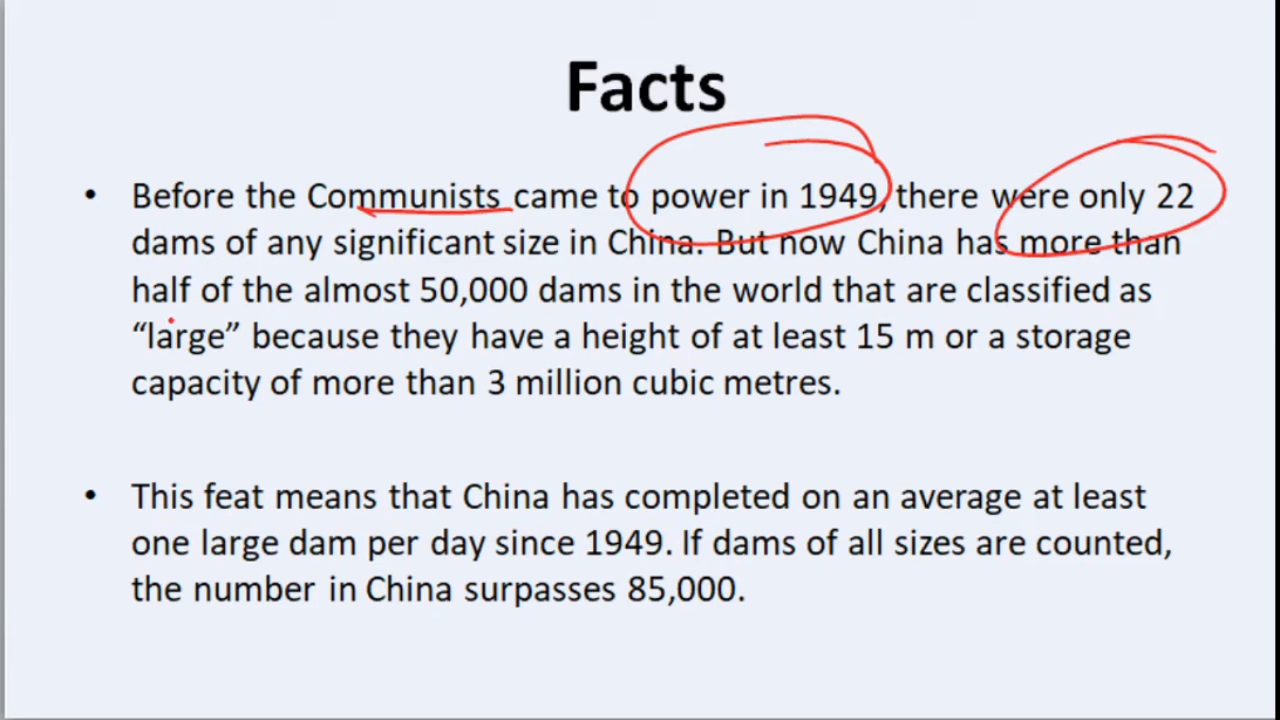 Facts
• Before the Communists came to power in 1949, there were only 22
dams of any significant size in China. But now China has more than
half of the almost 50,000 dams in the world that are classified as
“large” because they have a height of at least 15 m or a storage
capacity of more than 3 million cubic metres.
• This feat means that China has completed on an average at least
one large dam per day since 1949. If dams of all sizes are counted,
the number in China surpasses 85,000.